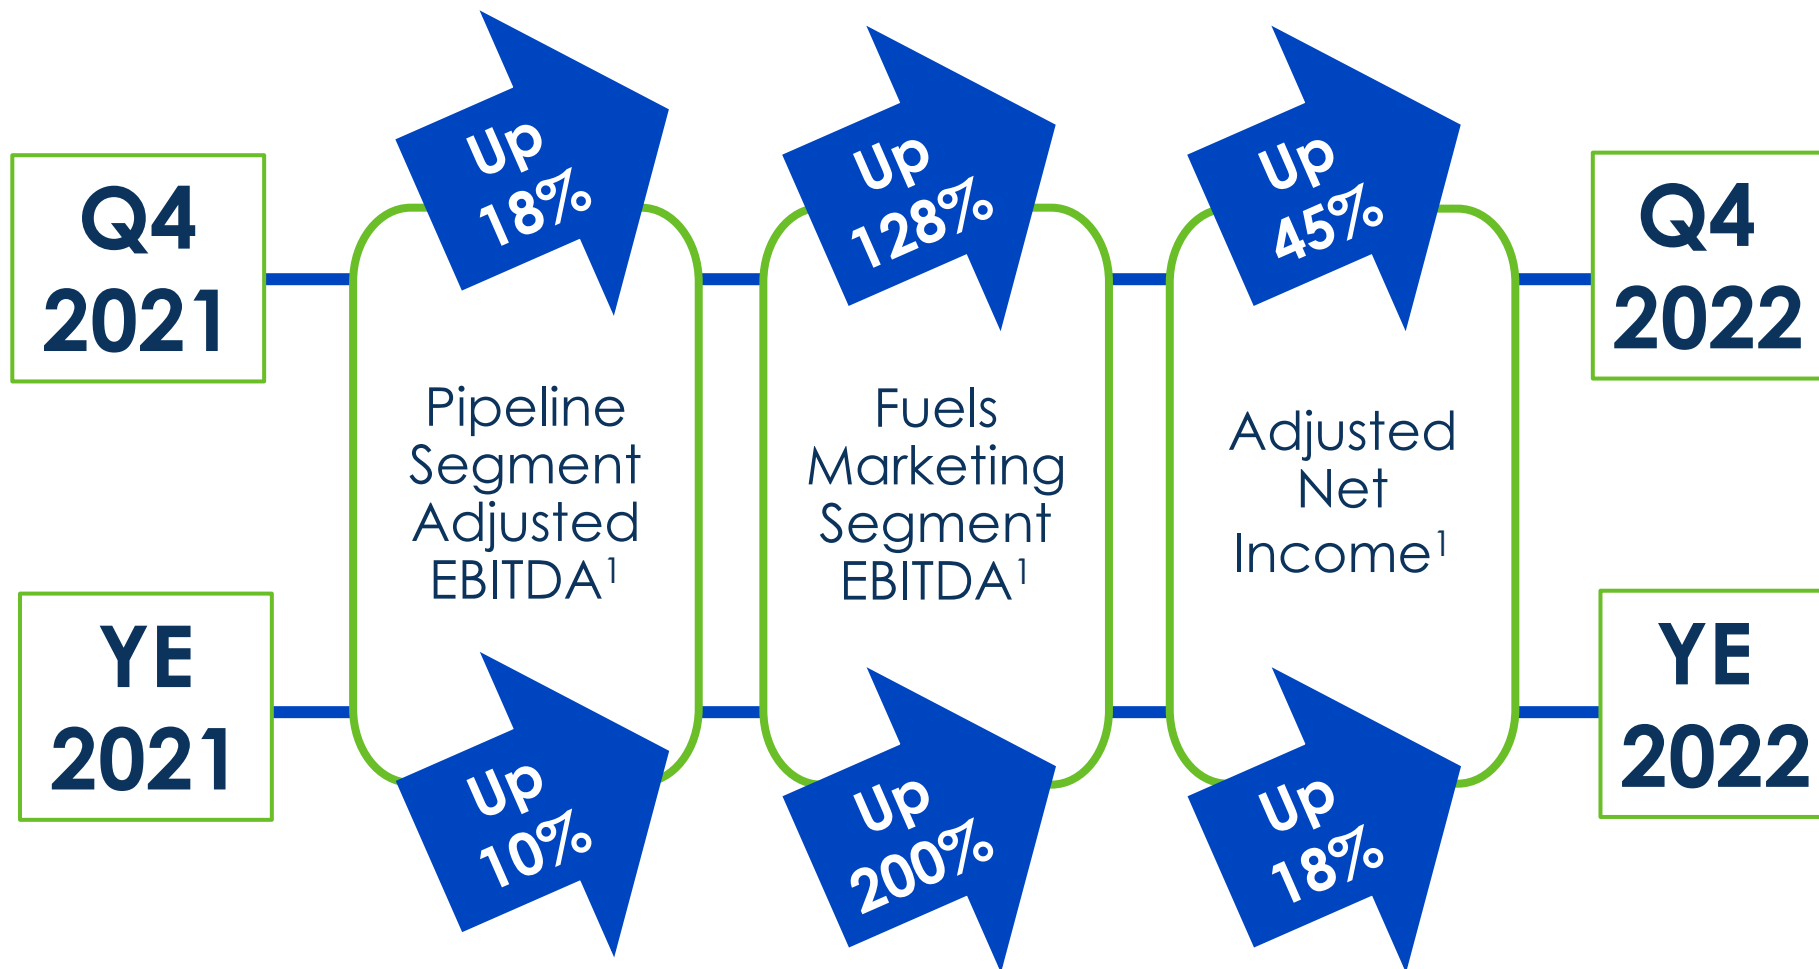 Q4
2021
Up
18%
Up
128%
Up
45%
Q4
2022
Pipeline
Segment
Adjusted
EBITDA¹
Fuels
Marketing
Segment
EBITDA¹
Adjusted
Net
Income¹
YE
2021
Up
10%
Up
200%
Up
18%
YE
2022